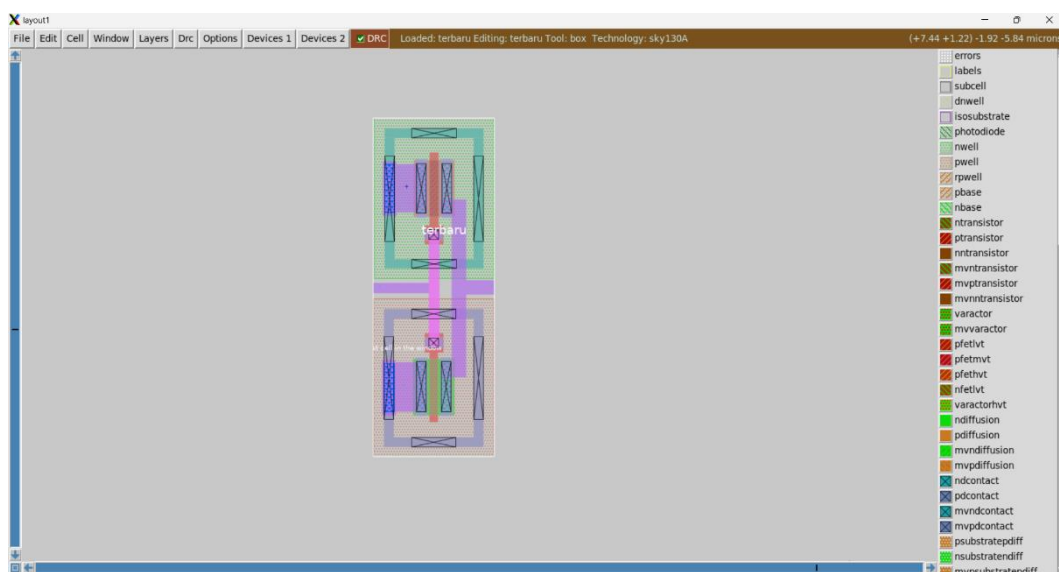 layout1
File Edit Cell Window Layers Drc Options Devices 1 Devices 2 DRC Loaded: terbaru Editing: terbaru Tool: box Technology: sky130A (+7.44 +1.22) -1.92 -5.84 microns
errors
labels
subcell
dnwell
isosubstrate
photodiode
nwell
pwell
rpwell
pbase
nbase
ntransistor
ptransistor
nntransistor
mvntransistor
mvptransistor
mvnntransistor
varactor
mvvaractor
pfetlvt
pfetmvt
pfethvt
nfetlvt
varactorhvt
ndiffusion
pdiffusion
mvndiffusion
mvpdiffusion
ndcontact
pdcontact
mvndcontact
mvpdcontact
psubstratepdiff
nsubstratendiff
mvpsubstratepdiff
terbaru